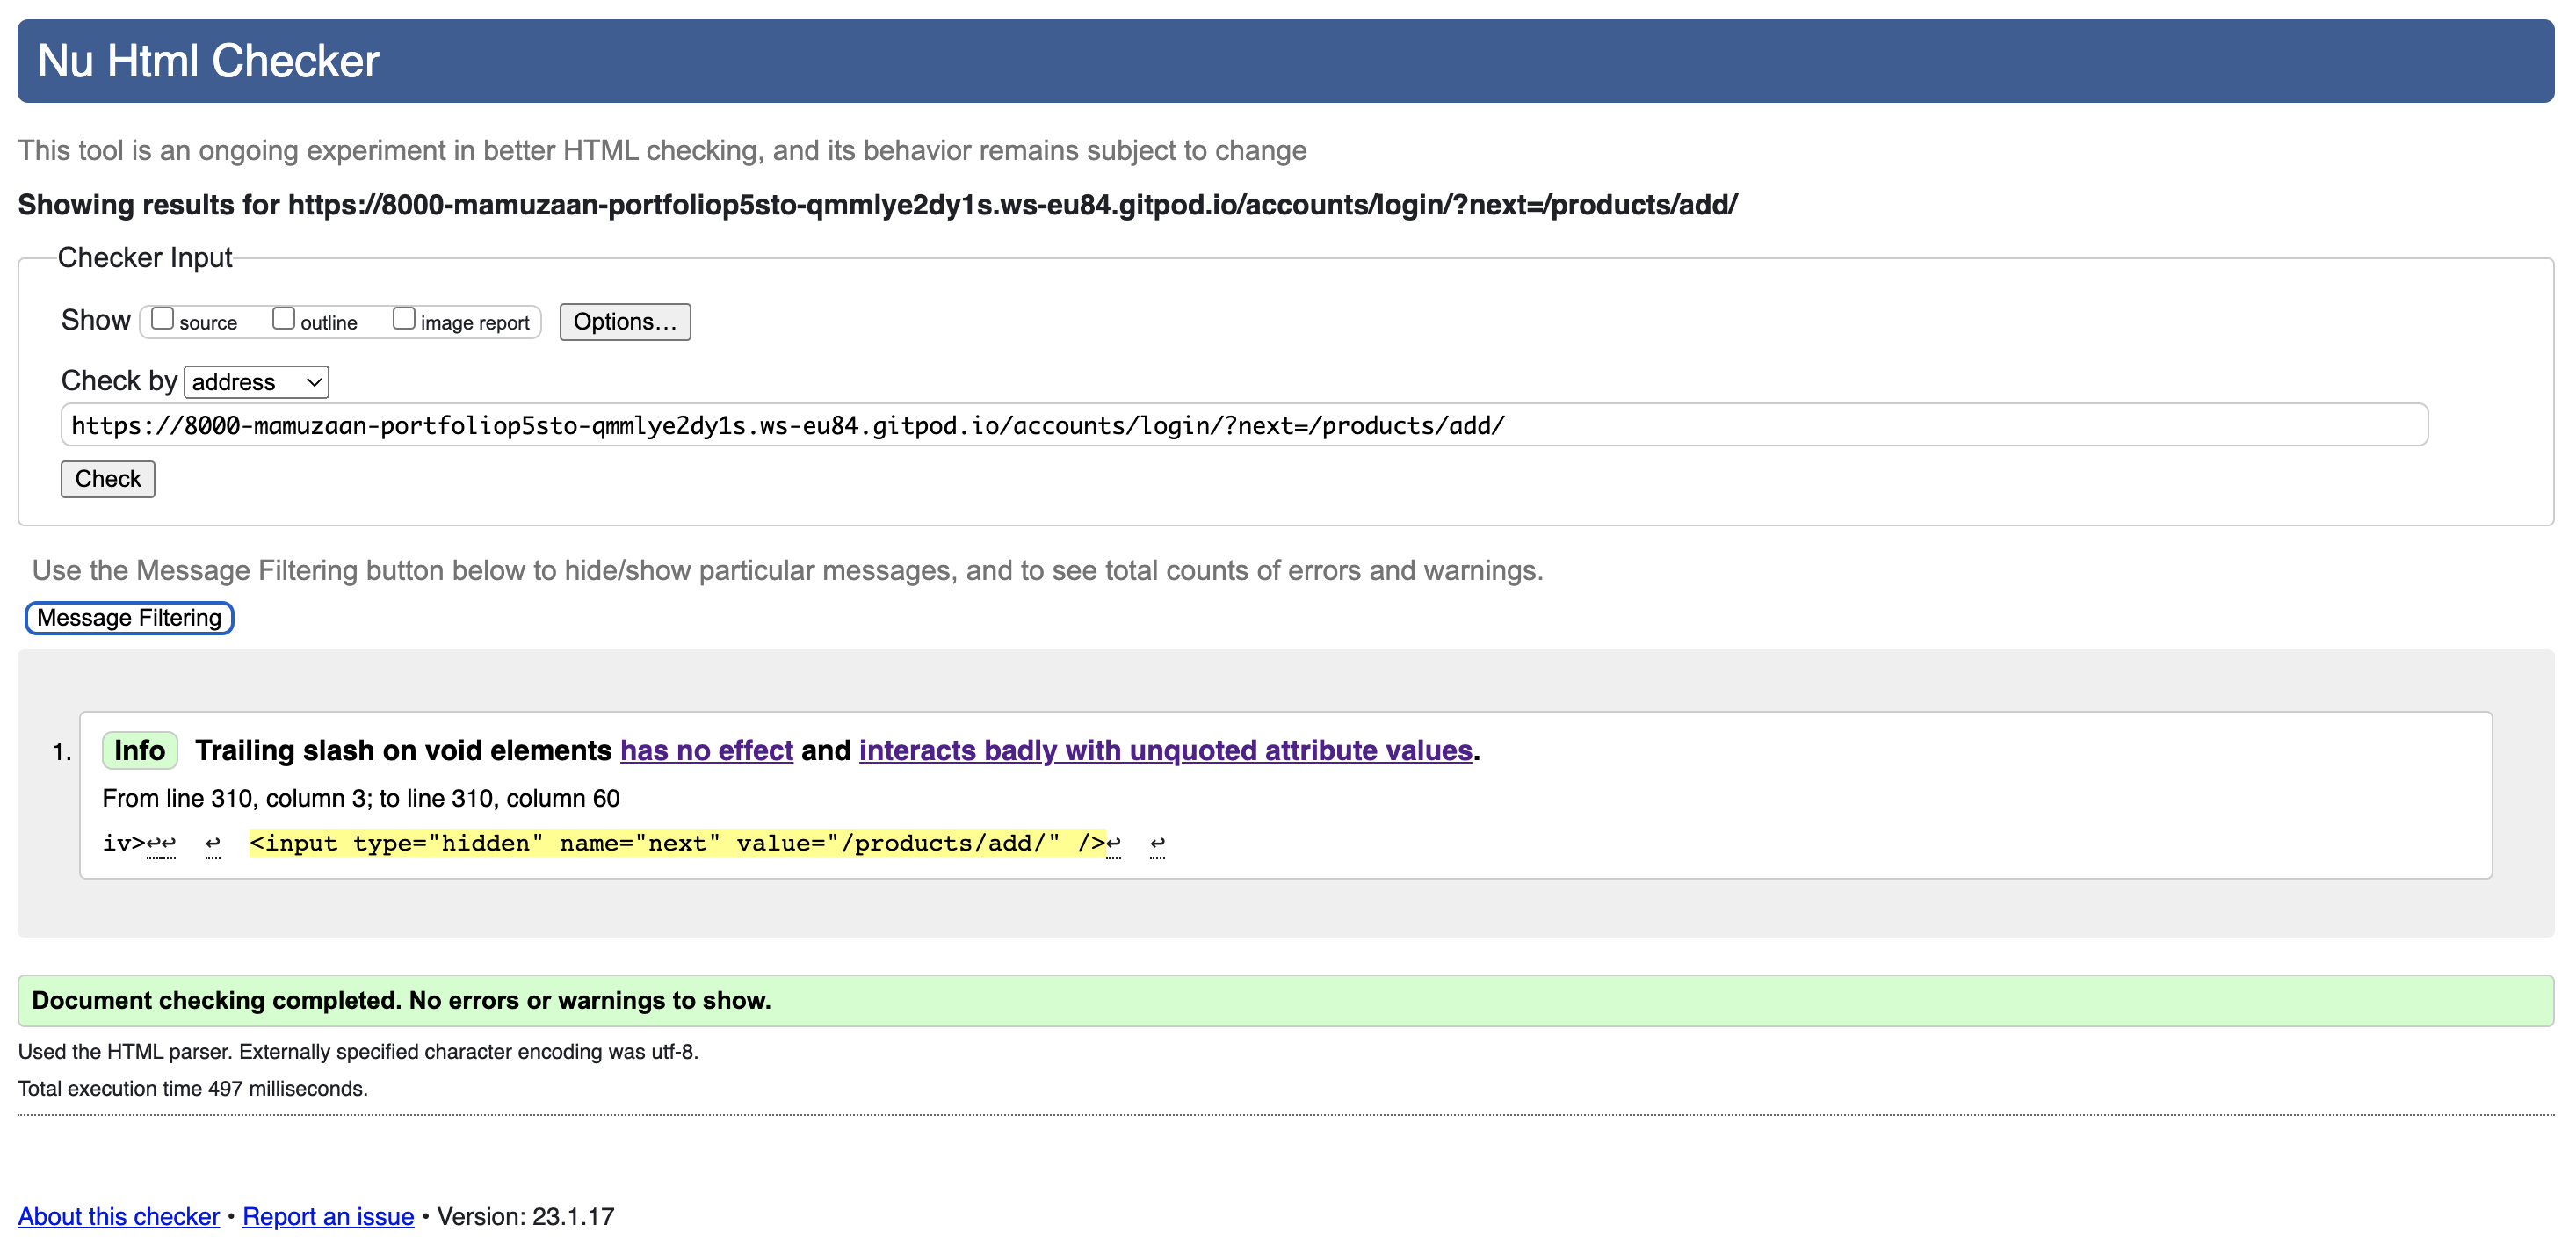 Nu Html Checker
This tool is an ongoing experiment in better HTML checking, and its behavior remains subject to change
Showing results for https://8000-mamuzaan-portfoliop5sto-qmmlye2dy1s.ws-eu84.gitpod.io/accounts/login/?next=/products/add/
Checker Input
Show source outline image report Options…
Check by address
https://8000-mamuzaan-portfoliop5sto-qmmlye2dy1s.ws-eu84.gitpod.io/accounts/login/?next=/products/add/
Check
Use the Message Filtering button below to hide/show particular messages, and to see total counts of errors and warnings.
Message Filtering
1. Info Trailing slash on void elements has no effect and interacts badly with unquoted attribute values.
From line 310, column 3; to line 310, column 60
iv>↩↩ ↩ <input type="hidden" name="next" value="/products/add/" />↩ ↩
Document checking completed. No errors or warnings to show.
Used the HTML parser. Externally specified character encoding was utf-8.
Total execution time 497 milliseconds.
About this checker • Report an issue • Version: 23.1.17